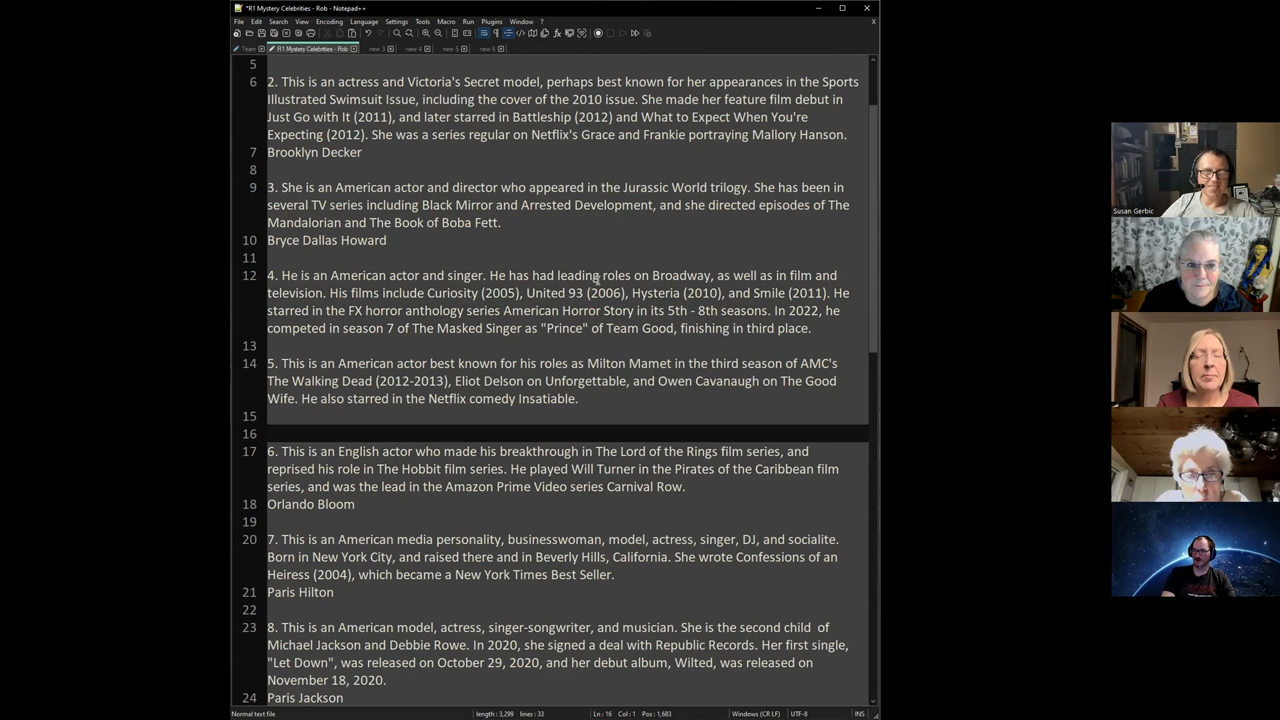 *R1 Mystery Celebrities - Rob - Notepad++
File Edit Search View Encoding Language Settings Tools Macro Run Plugins Window ?
X
Team R1 Mystery Celebrities - Rob new 3 new 4 new 5 new 6
5
6 2. This is an actress and Victoria's Secret model, perhaps best known for her appearances in the Sports
Illustrated Swimsuit Issue, including the cover of the 2010 issue. She made her feature film debut in
Just Go with It (2011), and later starred in Battleship (2012) and What to Expect When You're
Expecting (2012). She was a series regular on Netflix's Grace and Frankie portraying Mallory Hanson.
7 Brooklyn Decker
8
9 3. She is an American actor and director who appeared in the Jurassic World trilogy. She has been in
several TV series including Black Mirror and Arrested Development, and she directed episodes of The
Mandalorian and The Book of Boba Fett.
10 Bryce Dallas Howard
11
12 4. He is an American actor and singer. He has had leading roles on Broadway, as well as in film and
television. His films include Curiosity (2005), United 93 (2006), Hysteria (2010), and Smile (2011). He
starred in the FX horror anthology series American Horror Story in its 5th - 8th seasons. In 2022, he
competed in season 7 of The Masked Singer as "Prince" of Team Good, finishing in third place.
13
14 5. This is an American actor best known for his roles as Milton Mamet in the third season of AMC's
The Walking Dead (2012-2013), Eliot Delson on Unforgettable, and Owen Cavanaugh on The Good
Wife. He also starred in the Netflix comedy Insatiable.
15
16
17 6. This is an English actor who made his breakthrough in The Lord of the Rings film series, and
reprised his role in The Hobbit film series. He played Will Turner in the Pirates of the Caribbean film
series, and was the lead in the Amazon Prime Video series Carnival Row.
18 Orlando Bloom
19
20 7. This is an American media personality, businesswoman, model, actress, singer, DJ, and socialite.
Born in New York City, and raised there and in Beverly Hills, California. She wrote Confessions of an
Heiress (2004), which became a New York Times Best Seller.
21 Paris Hilton
22
23 8. This is an American model, actress, singer-songwriter, and musician. She is the second child of
Michael Jackson and Debbie Rowe. In 2020, she signed a deal with Republic Records. Her first single,
"Let Down", was released on October 29, 2020, and her debut album, Wilted, was released on
November 18, 2020.
24 Paris Jackson
Normal text file length : 3,299 lines : 33 Ln : 16 Col : 1 Pos : 1,683 Windows (CR LF) UTF-8 INS
Susan Gerbic